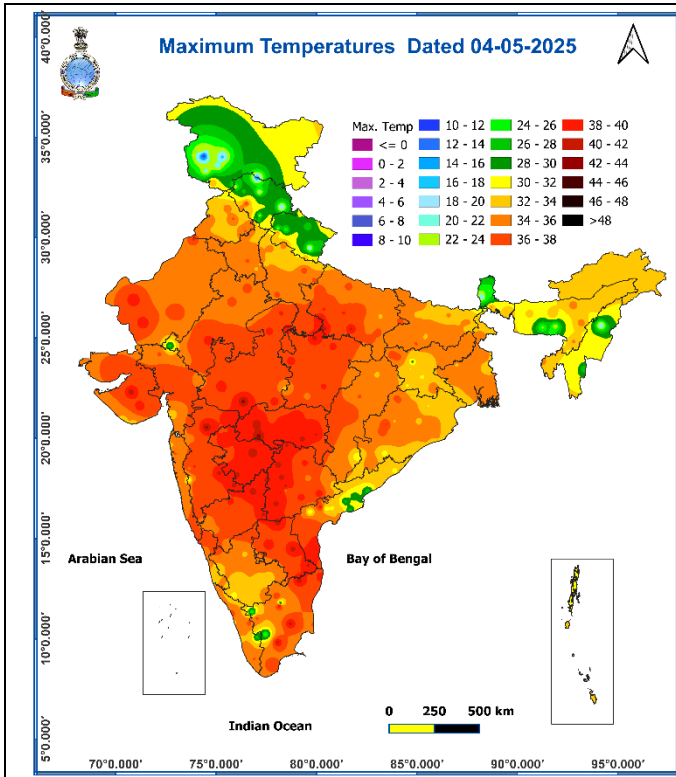 Maximum Temperatures Dated 04-05-2025
Max. Temp
<= 0
0 - 2
2 - 4
4 - 6
6 - 8
8 - 10
10 - 12
12 - 14
14 - 16
16 - 18
18 - 20
20 - 22
22 - 24
24 - 26
26 - 28
28 - 30
30 - 32
32 - 34
34 - 36
36 - 38
38 - 40
40 - 42
42 - 44
44 - 46
46 - 48
>48
40°0.000'
35°0.000'
30°0.000'
25°0.000'
20°0.000'
15°0.000'
10°0.000'
5°0.000'
Arabian Sea
Bay of Bengal
Indian Ocean
0 250 500 km
70°0.000' 75°0.000' 80°0.000' 85°0.000' 90°0.000' 95°0.000'